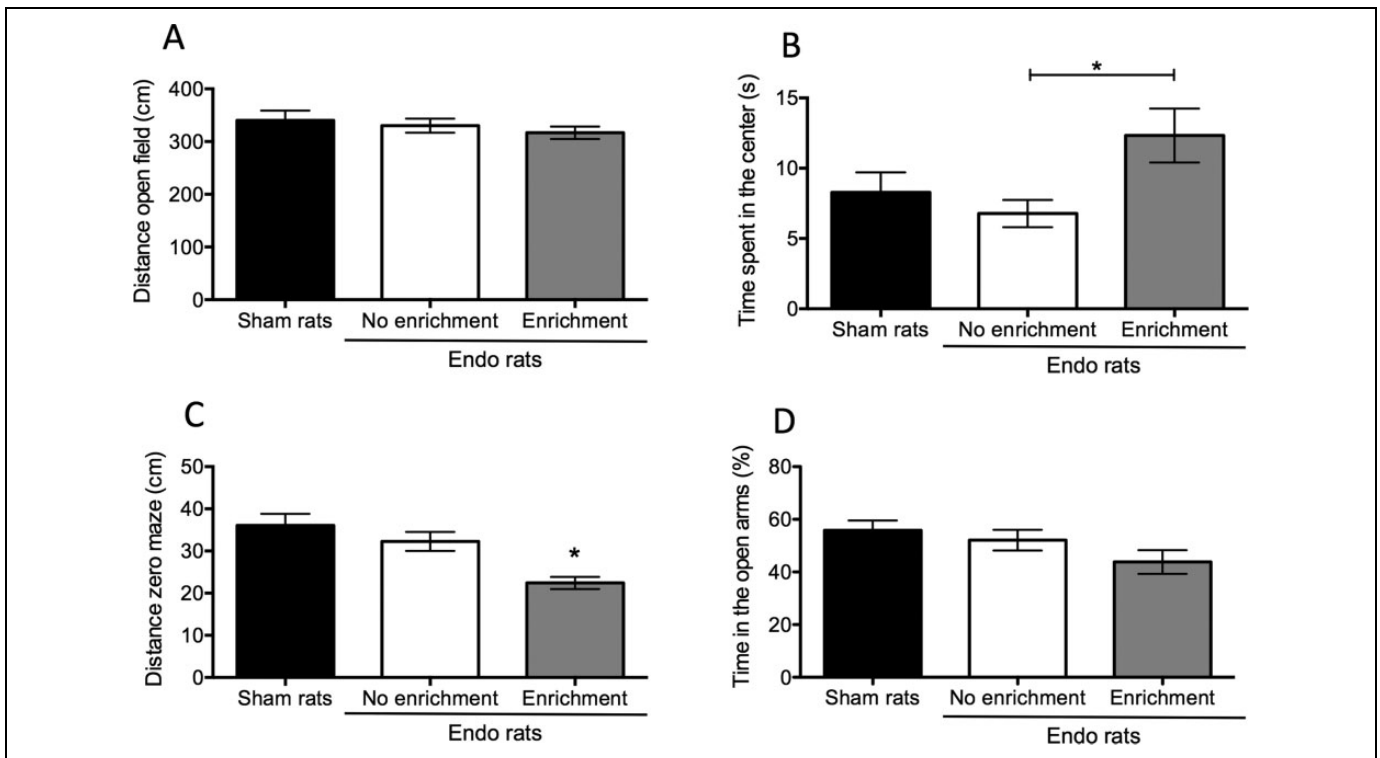 A
Distance open field (cm)
400
300
200
100
0
Sham rats No enrichment Enrichment
Endo rats
B
*
Time spent in the center (s)
15
10
5
0
Sham rats No enrichment Enrichment
Endo rats
C
Distance zero maze (cm)
50
40
30
20
10
0
*
Sham rats No enrichment Enrichment
Endo rats
D
Time in the open arms (%)
80
60
40
20
0
Sham rats No enrichment Enrichment
Endo rats